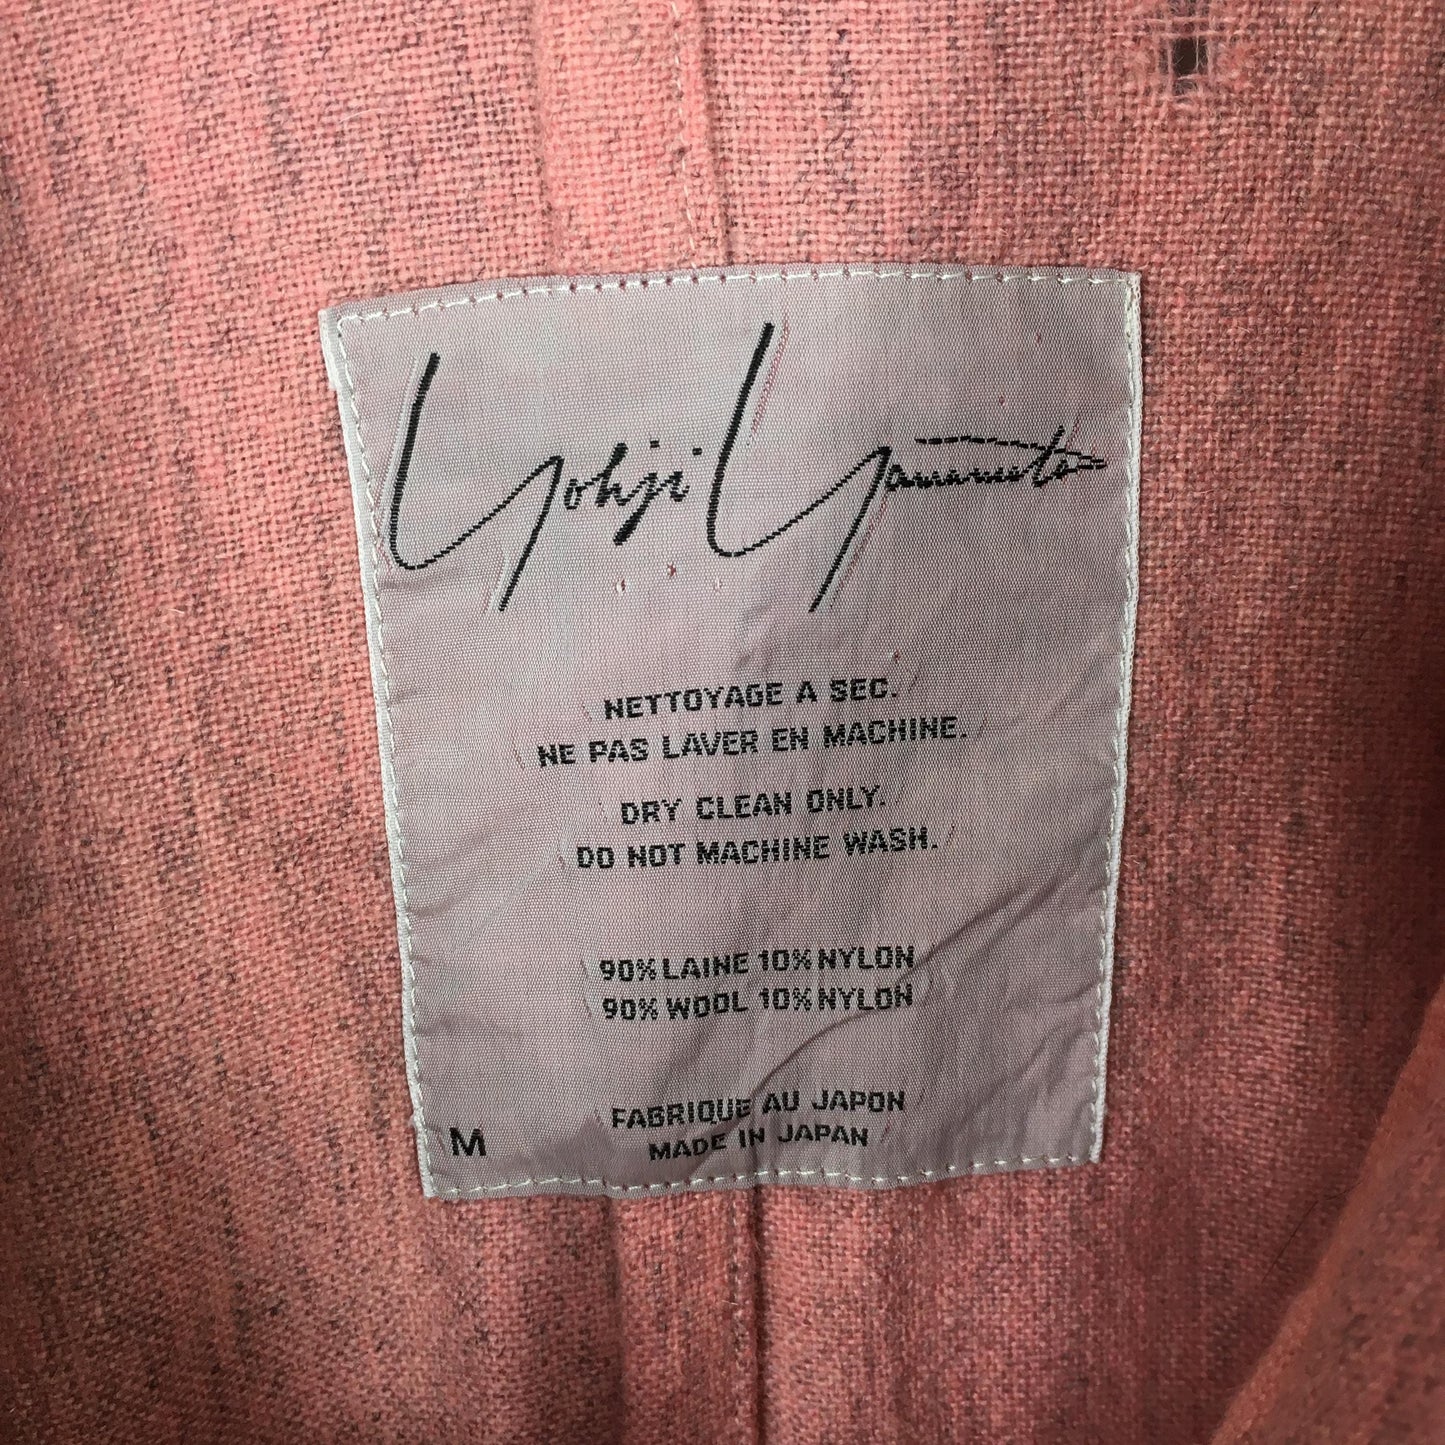 Yohji Yamamoto
NETTOYAGE A SEC.
NE PAS LAVER EN MACHINE.
DRY CLEAN ONLY.
DO NOT MACHINE WASH.
90% LAINE 10% NYLON
90% WOOL 10% NYLON
FABRIQUE AU JAPON
MADE IN JAPAN
M